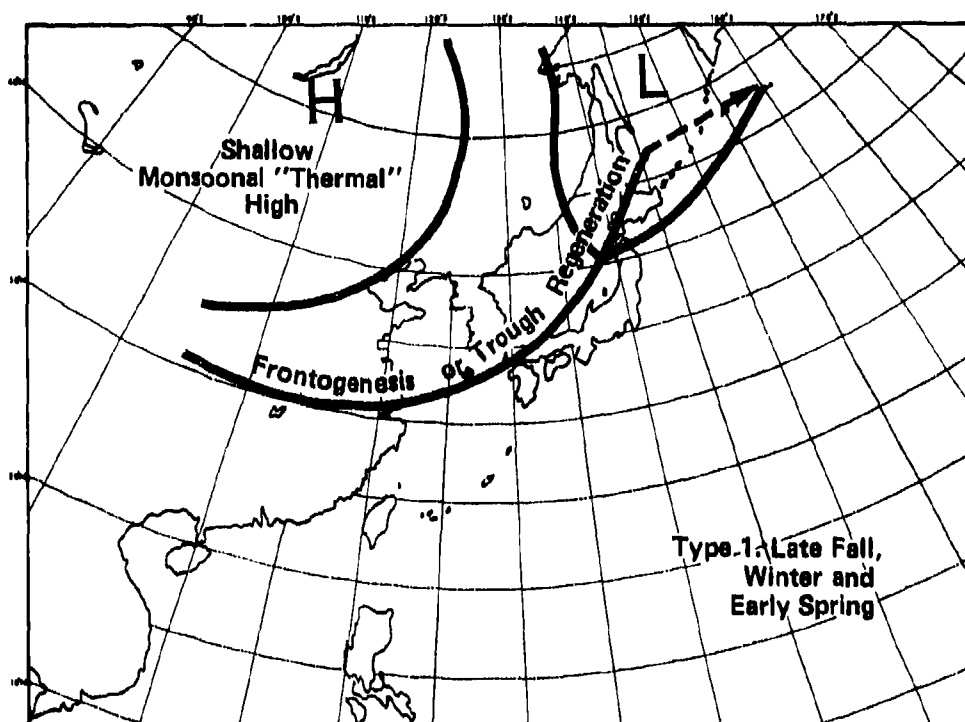 H
L
Shallow
Monsoonal "Thermal"
High
Frontogenesis or Trough Regeneration
Type 1. Late Fall,
Winter and
Early Spring